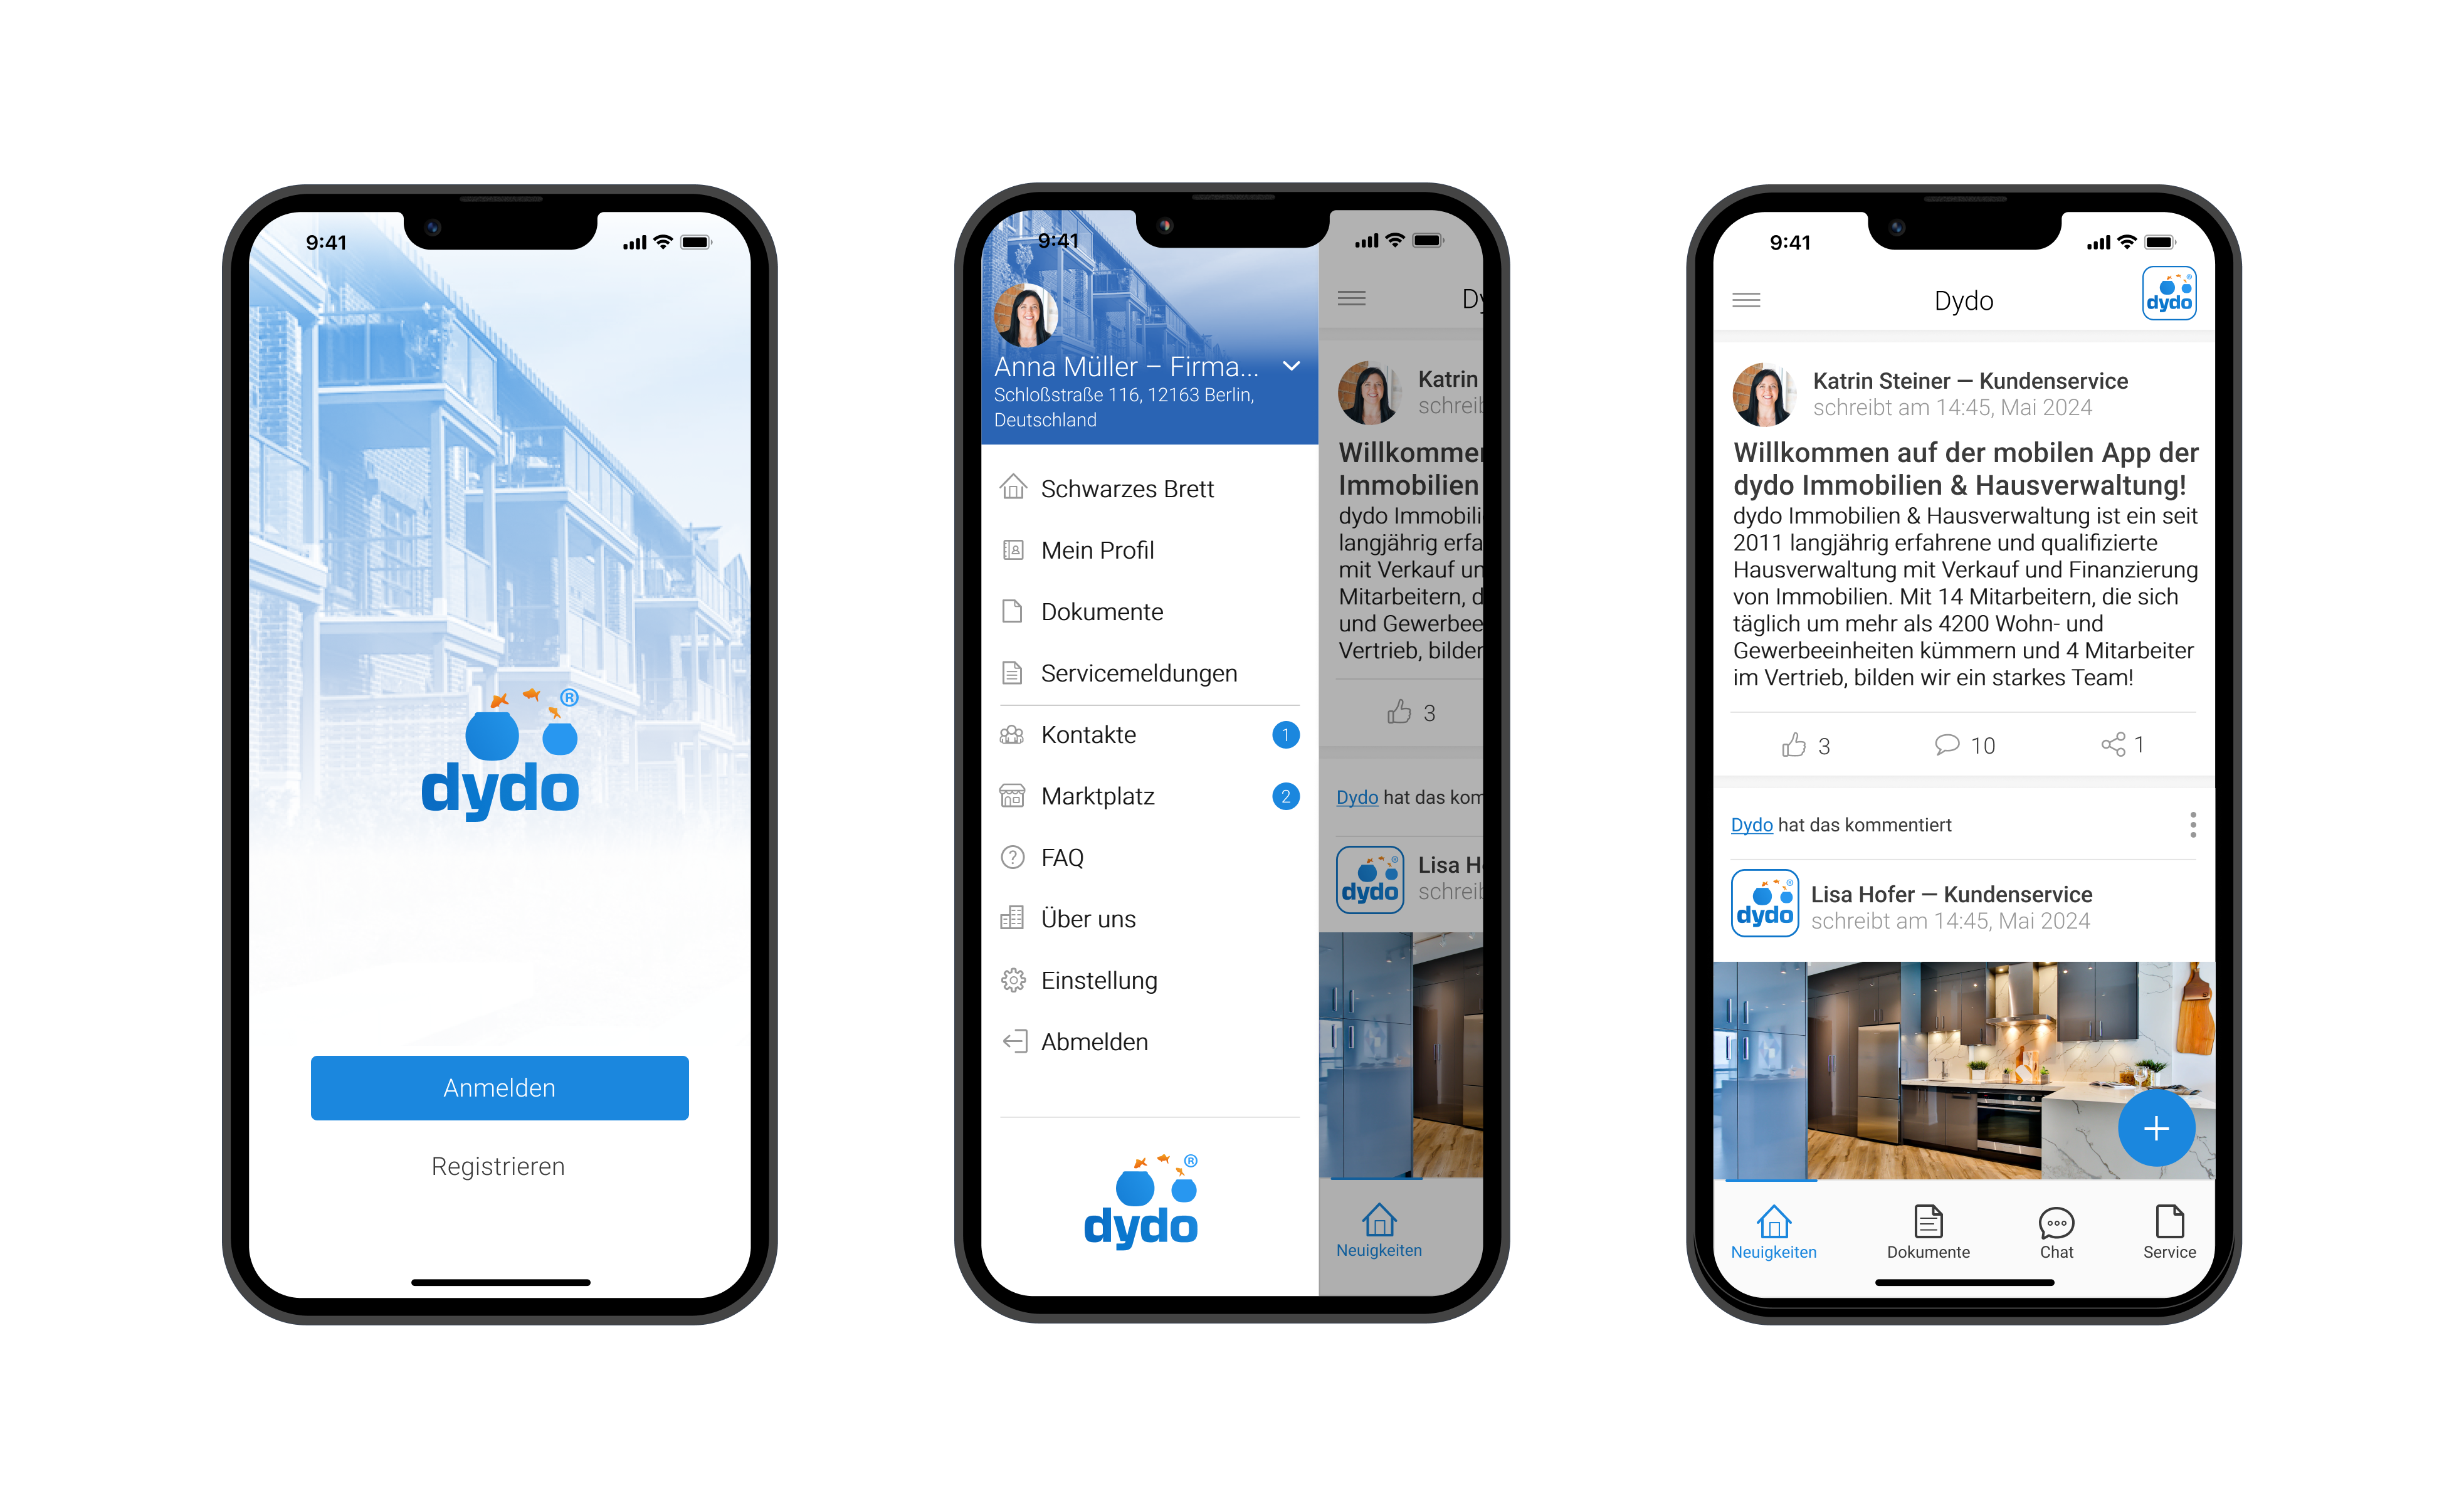 9:41
®
dydo
Anmelden
Registrieren
9:41
Anna Müller – Firma...
Schloßstraße 116, 12163 Berlin,
Deutschland
Schwarzes Brett
Mein Profil
Dokumente
Servicemeldungen
Kontakte 1
Marktplatz 2
FAQ
Über uns
Einstellung
Abmelden
®
dydo
Dy
Katrin
schreib
Willkommen
Immobilien
dydo Immobili
langjährig erfa
mit Verkauf un
Mitarbeitern, d
und Gewerbee
Vertrieb, bilden
3
Dydo hat das kom
®
dydo
Lisa H
schreib
Neuigkeiten
9:41
Dydo
®
dydo
Katrin Steiner — Kundenservice
schreibt am 14:45, Mai 2024
Willkommen auf der mobilen App der
dydo Immobilien & Hausverwaltung!
dydo Immobilien & Hausverwaltung ist ein seit
2011 langjährig erfahrene und qualifizierte
Hausverwaltung mit Verkauf und Finanzierung
von Immobilien. Mit 14 Mitarbeitern, die sich
täglich um mehr als 4200 Wohn- und
Gewerbeeinheiten kümmern und 4 Mitarbeiter
im Vertrieb, bilden wir ein starkes Team!
3 10 1
Dydo hat das kommentiert
®
dydo
Lisa Hofer — Kundenservice
schreibt am 14:45, Mai 2024
+
Neuigkeiten Dokumente Chat Service